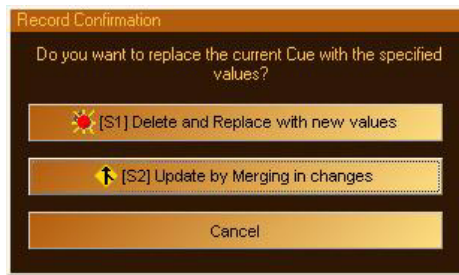 Record Confirmation
Do you want to replace the current Cue with the specified
values?
[S1] Delete and Replace with new values
[S2] Update by Merging in changes
Cancel